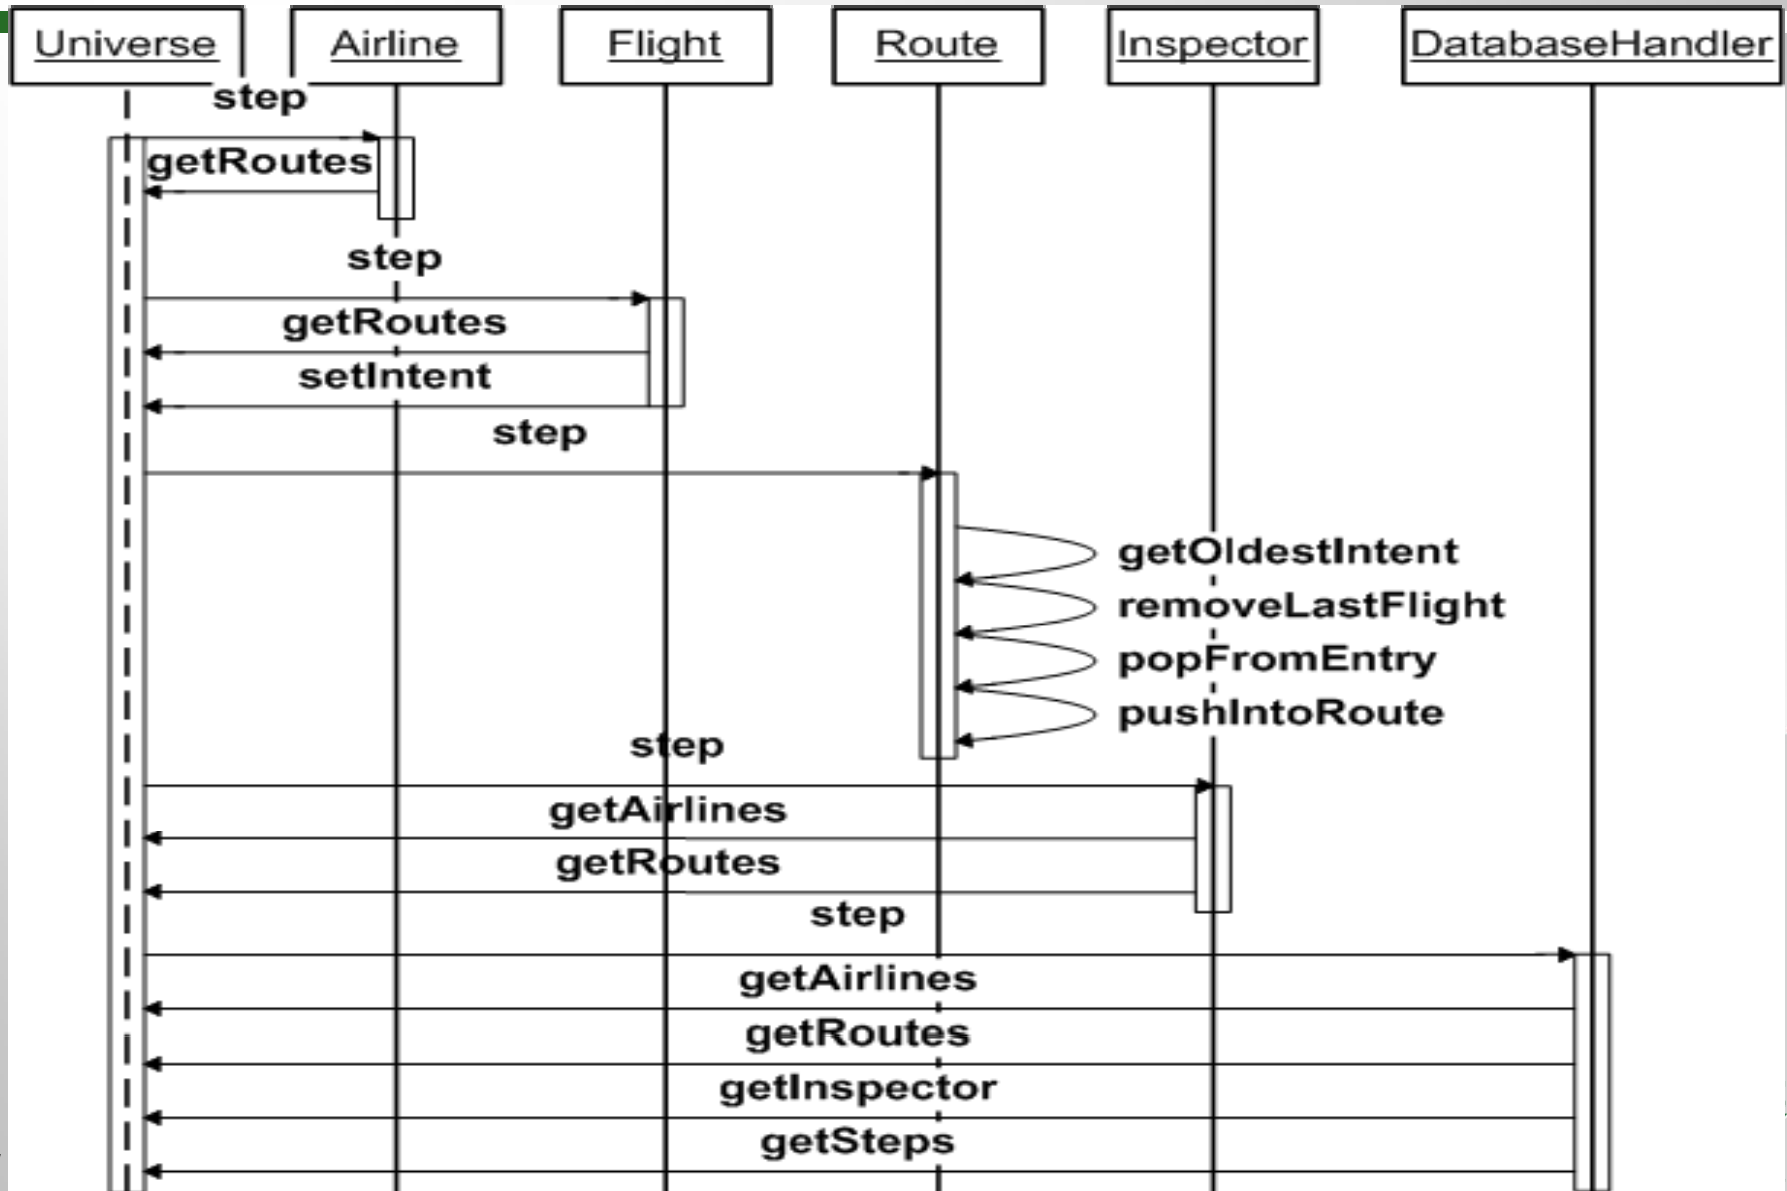 Universe Airline Flight Route Inspector DatabaseHandler
step
getRoutes
step
getRoutes
setIntent
step
getOldestIntent
removeLastFlight
popFromEntry
pushIntoRoute
step
getAirlines
getRoutes
step
getAirlines
getRoutes
getInspector
getSteps